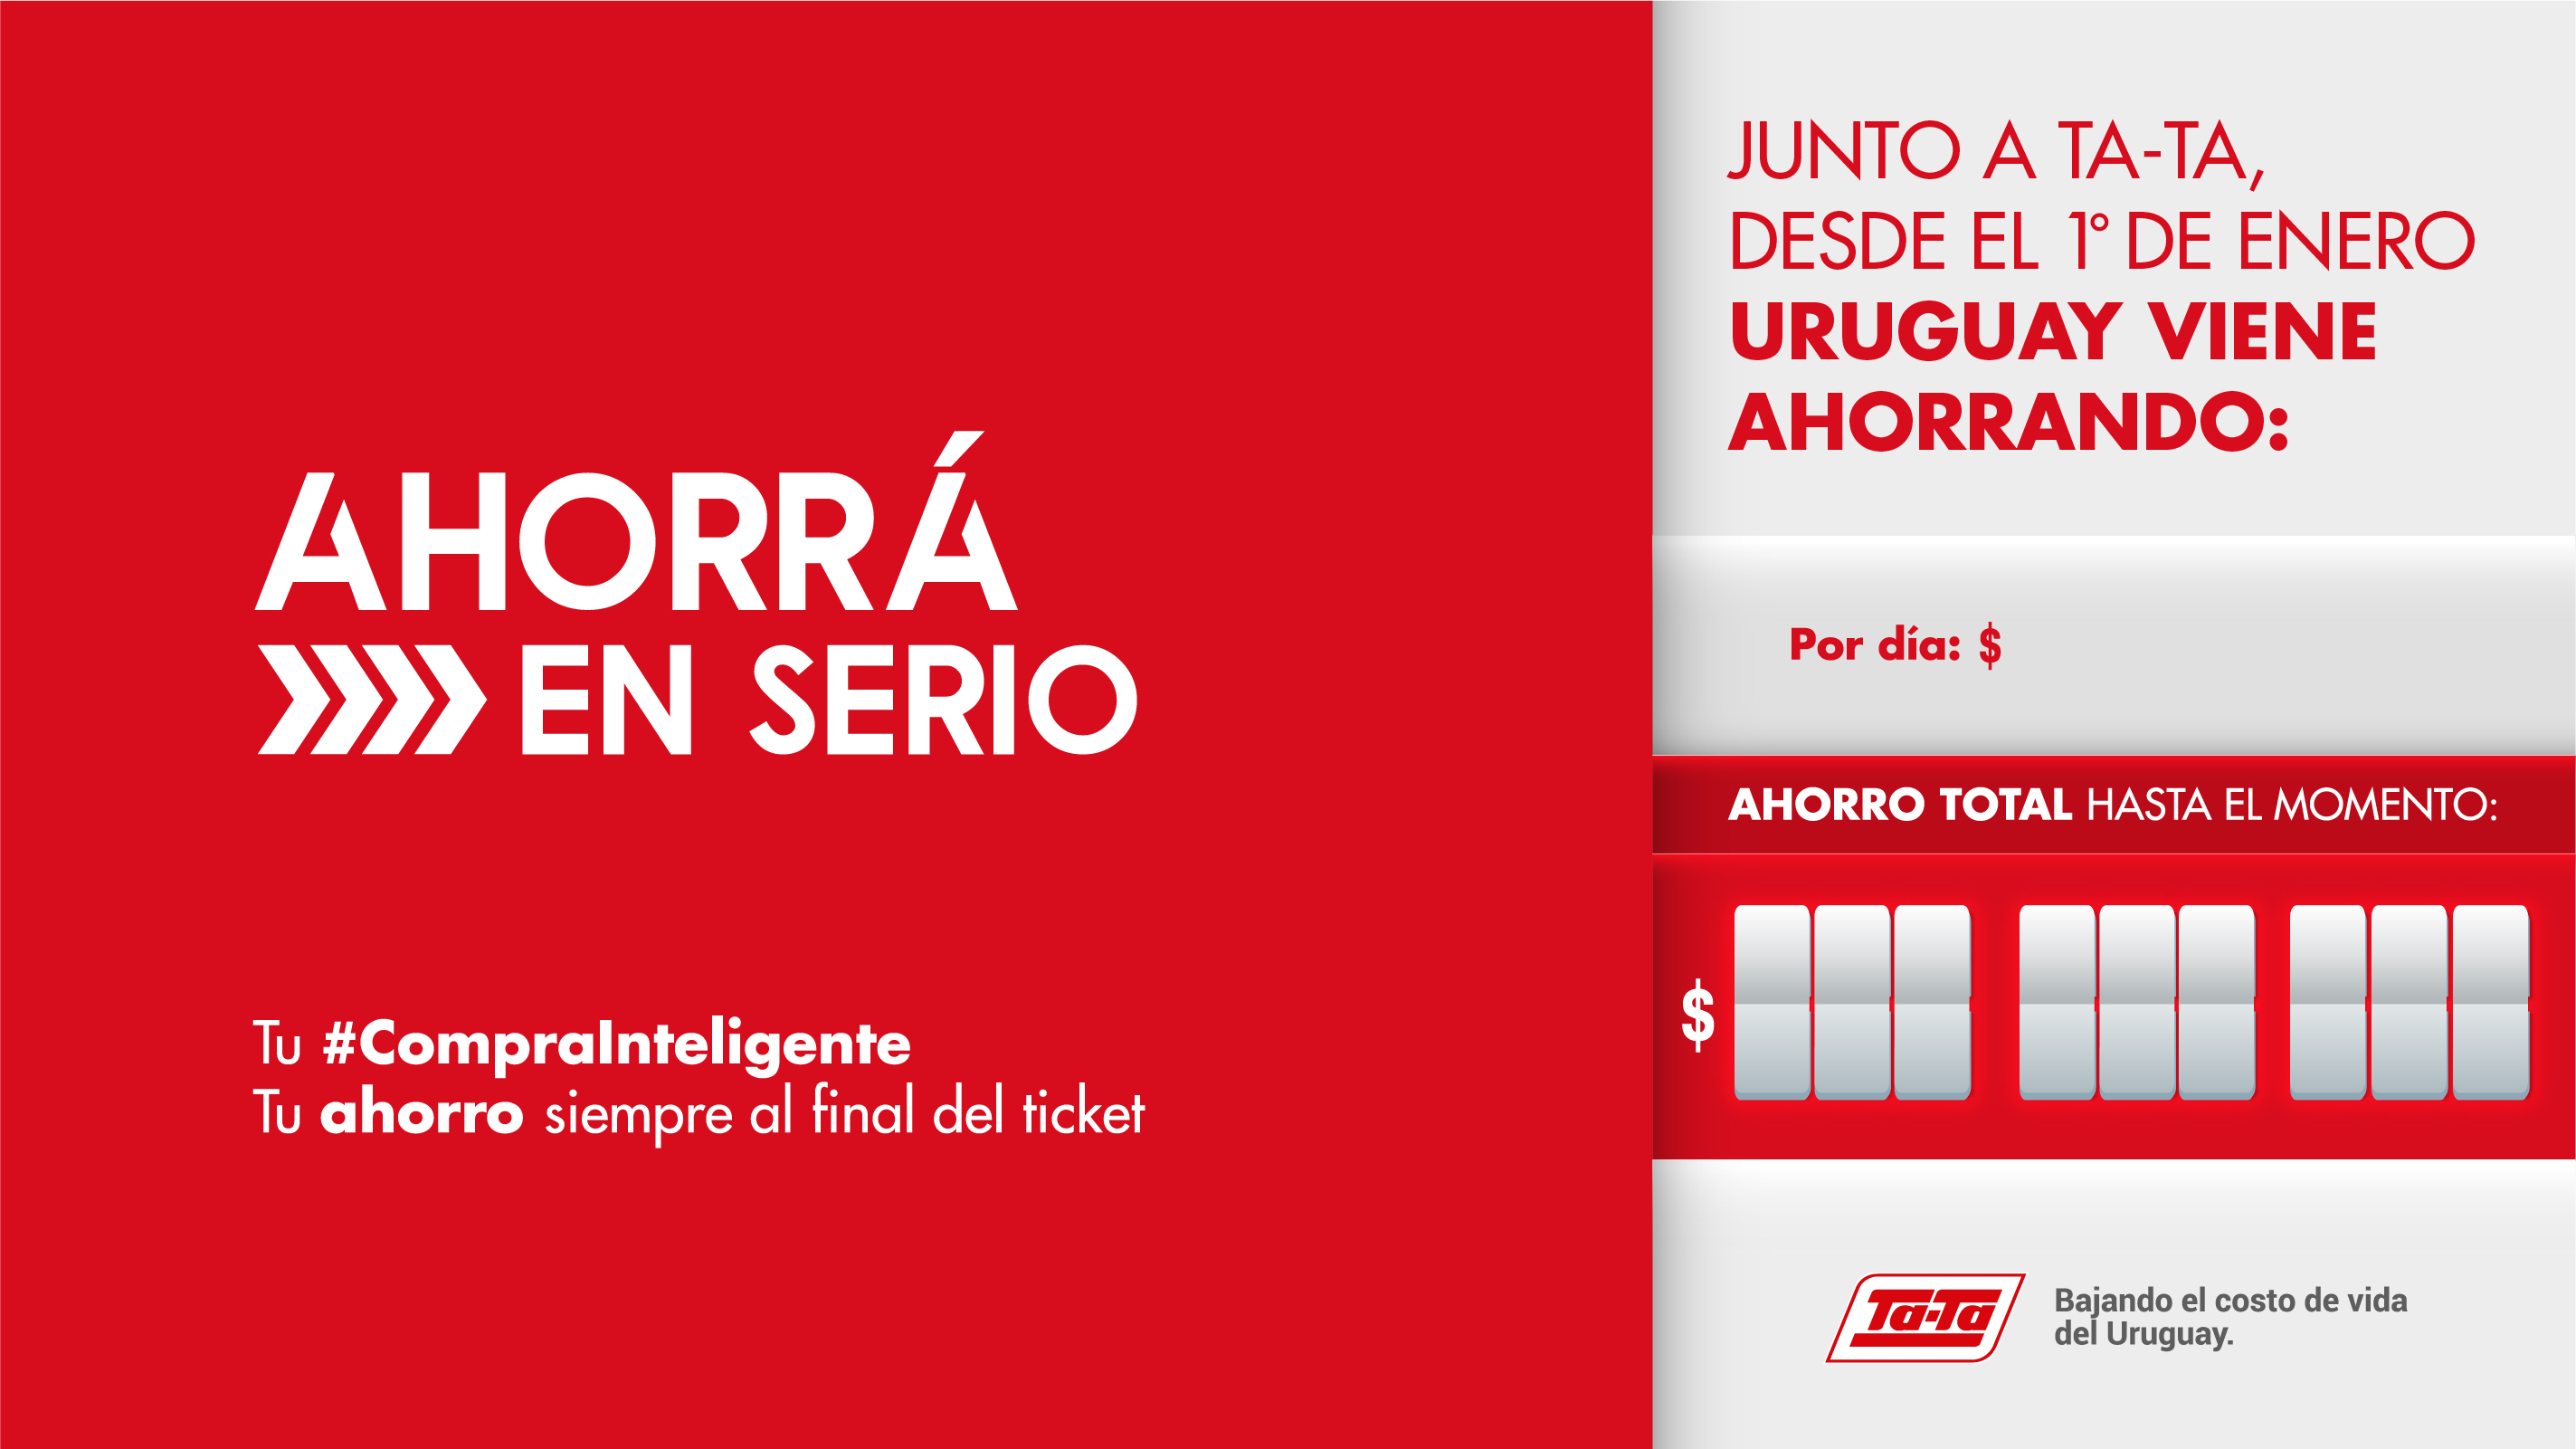 AHORRÁ
EN SERIO
Tu #CompraInteligente
Tu ahorro siempre al final del ticket
JUNTO A TA-TA,
DESDE EL 1° DE ENERO
URUGUAY VIENE
AHORRANDO:
Por día: $
AHORRO TOTAL HASTA EL MOMENTO:
$
Ta-Ta
Bajando el costo de vida
del Uruguay.